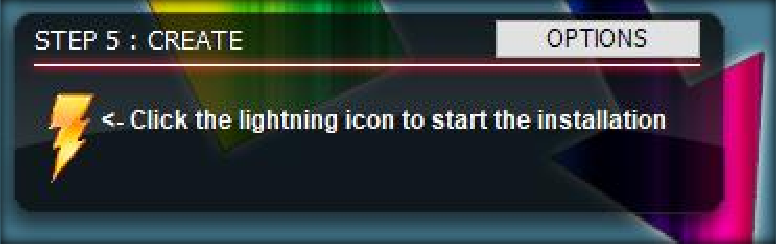 STEP 5 : CREATE
OPTIONS
<- Click the lightning icon to start the installation